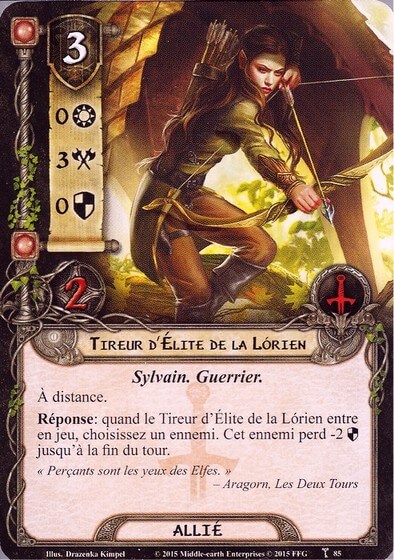 3
0
3
0
2
TIREUR D'ÉLITE DE LA LÓRIEN
Sylvain. Guerrier.
À distance.
Réponse: quand le Tireur d'Élite de la Lórien entre
en jeu, choisissez un ennemi. Cet ennemi perd -2
jusqu'à la fin du tour.
« Perçants sont les yeux des Elfes. »
– Aragorn, Les Deux Tours
ALLIÉ
Illus. Drazenka Kimpel © 2015 Middle-earth Enterprises © 2015 FFG 85